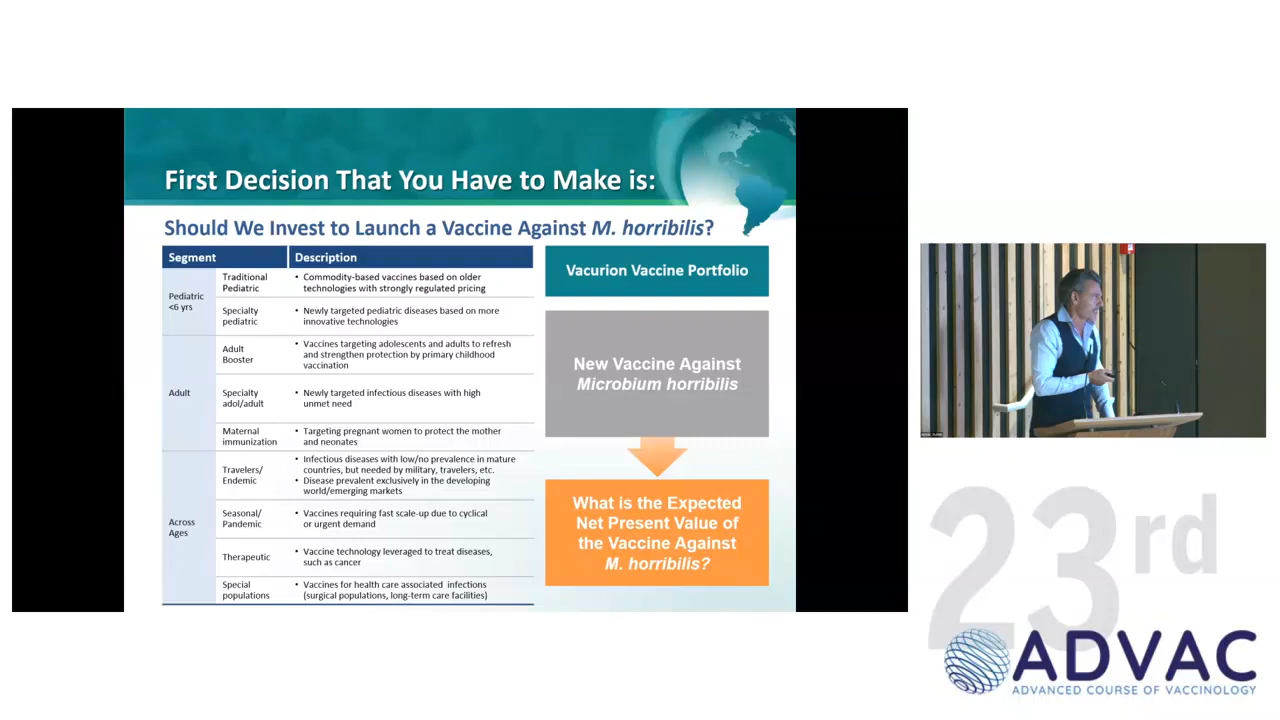 First Decision That You Have to Make is:
Should We Invest to Launch a Vaccine Against M. horribilis?
Segment
Description
Pediatric
<6 yrs
Traditional
Pediatric
• Commodity-based vaccines based on older
technologies with strongly regulated pricing
Specialty
pediatric
• Newly targeted pediatric diseases based on more
innovative technologies
Adult
Adult
Booster
• Vaccines targeting adolescents and adults to refresh
and strengthen protection by primary childhood
vaccination
Specialty
adol/adult
• Newly targeted infectious diseases with high
unmet need
Maternal
immunization
• Targeting pregnant women to protect the mother
and neonates
Across
Ages
Travelers/
Endemic
• Infectious diseases with low/no prevalence in mature
countries, but needed by military, travelers, etc.
• Disease prevalent exclusively in the developing
world/emerging markets
Seasonal/
Pandemic
• Vaccines requiring fast scale-up due to cyclical
or urgent demand
Therapeutic
• Vaccine technology leveraged to treat diseases,
such as cancer
Special
populations
• Vaccines for health care associated infections
(surgical populations, long-term care facilities)
Vacurion Vaccine Portfolio
New Vaccine Against
Microbium horribilis
What is the Expected
Net Present Value of
the Vaccine Against
M. horribilis?
23rd
ADVAC
ADVANCED COURSE OF VACCINOLOGY